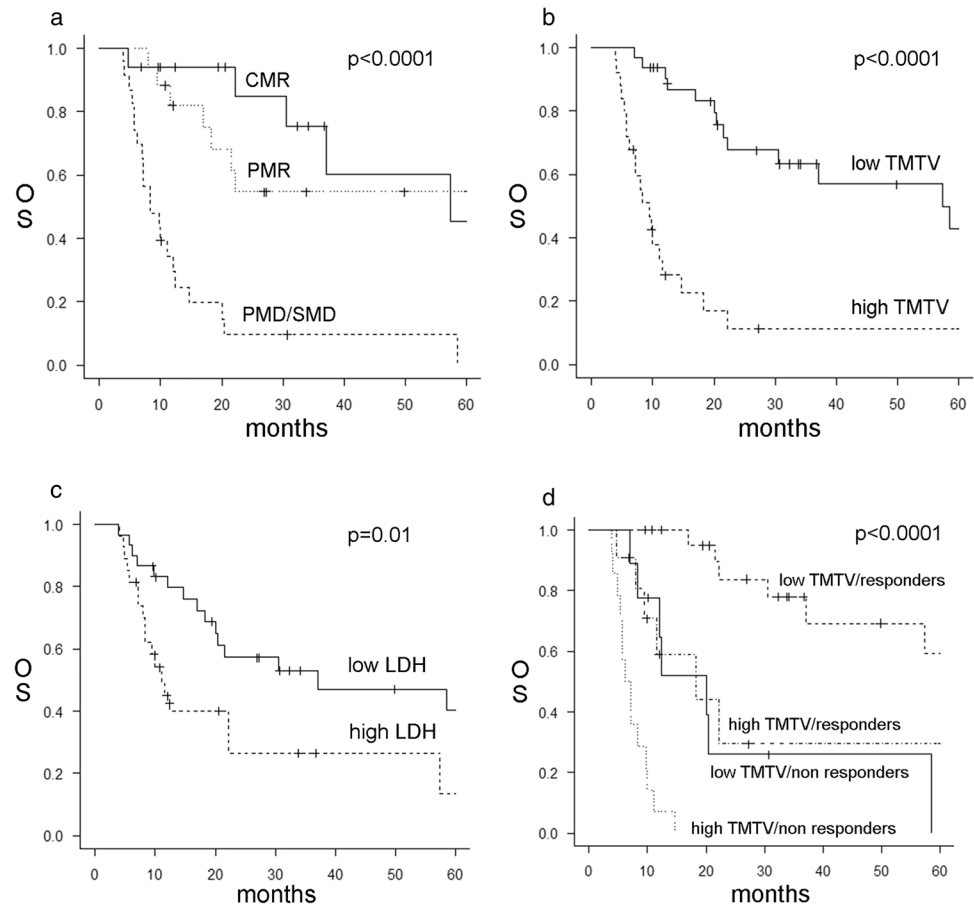 a
p<0.0001
CMR
PMR
PMD/SMD
O
S
1.0
0.8
0.6
0.4
0.2
0.0
0 10 20 30 40 50 60
months
b
p<0.0001
low TMTV
high TMTV
O
S
1.0
0.8
0.6
0.4
0.2
0.0
0 10 20 30 40 50 60
months
c
p=0.01
low LDH
high LDH
O
S
1.0
0.8
0.6
0.4
0.2
0.0
0 10 20 30 40 50 60
months
d
p<0.0001
low TMTV/responders
high TMTV/responders
low TMTV/non responders
high TMTV/non responders
O
S
1.0
0.8
0.6
0.4
0.2
0.0
0 10 20 30 40 50 60
months